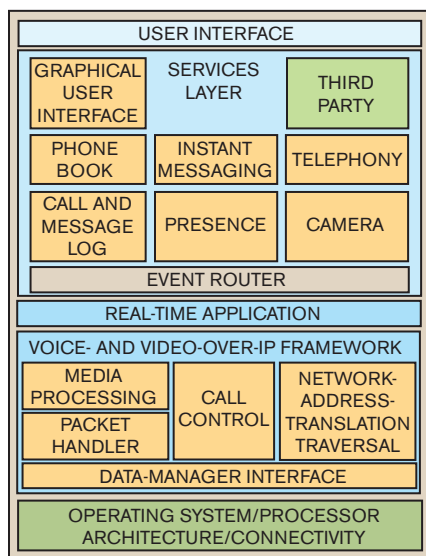 USER INTERFACE
GRAPHICAL
USER
INTERFACE
SERVICES
LAYER
THIRD
PARTY
PHONE
BOOK
INSTANT
MESSAGING
TELEPHONY
CALL AND
MESSAGE
LOG
PRESENCE
CAMERA
EVENT ROUTER
REAL-TIME APPLICATION
VOICE- AND VIDEO-OVER-IP FRAMEWORK
MEDIA
PROCESSING
PACKET
HANDLER
CALL
CONTROL
NETWORK-
ADDRESS-
TRANSLATION
TRAVERSAL
DATA-MANAGER INTERFACE
OPERATING SYSTEM/PROCESSOR
ARCHITECTURE/CONNECTIVITY